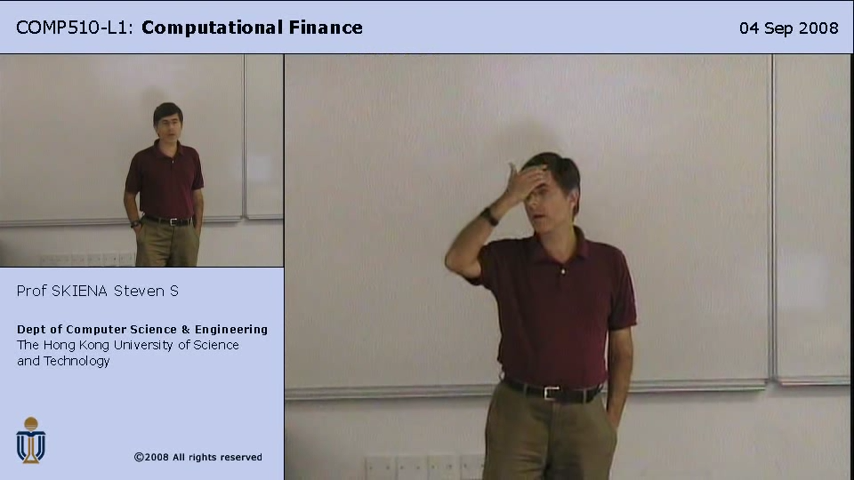 COMP510-L1: Computational Finance
04 Sep 2008
Prof SKIENA Steven S
Dept of Computer Science & Engineering
The Hong Kong University of Science
and Technology
©2008 All rights reserved